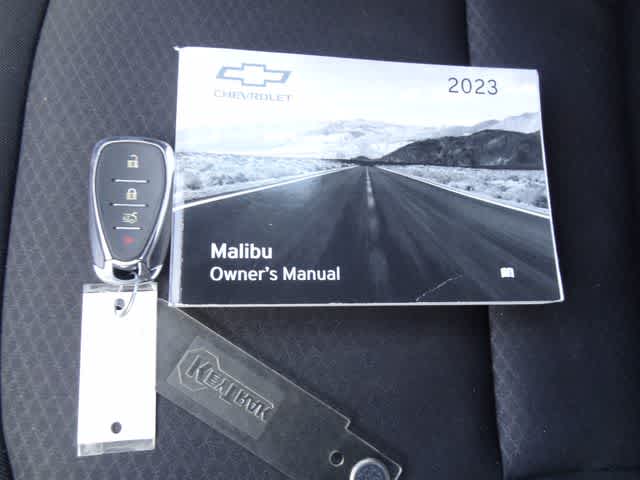 CHEVROLET
2023
Malibu
Owner's Manual
KEYTRAK